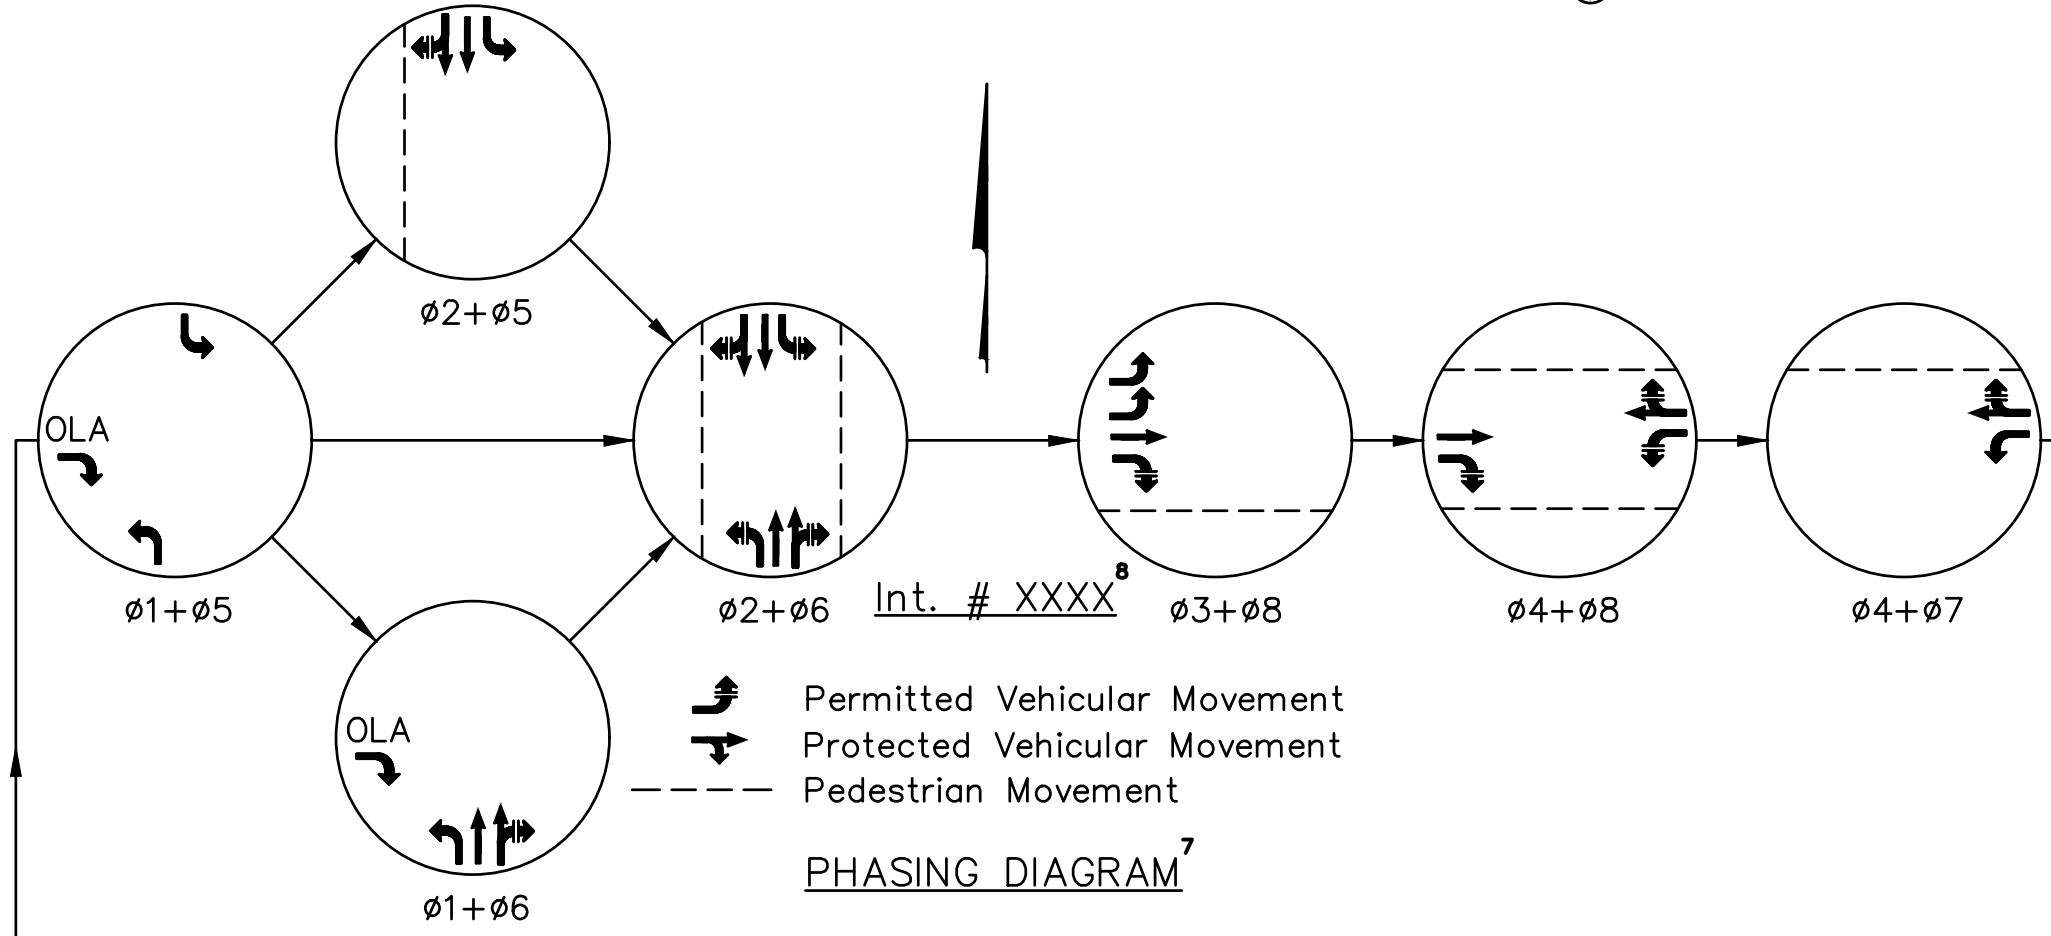 ø2+ø5
OLA
ø1+ø5
ø2+ø6
Int. # XXXX⁸
ø3+ø8
ø4+ø8
ø4+ø7
Permitted Vehicular Movement
OLA
Protected Vehicular Movement
Pedestrian Movement
PHASING DIAGRAM⁷
ø1+ø6